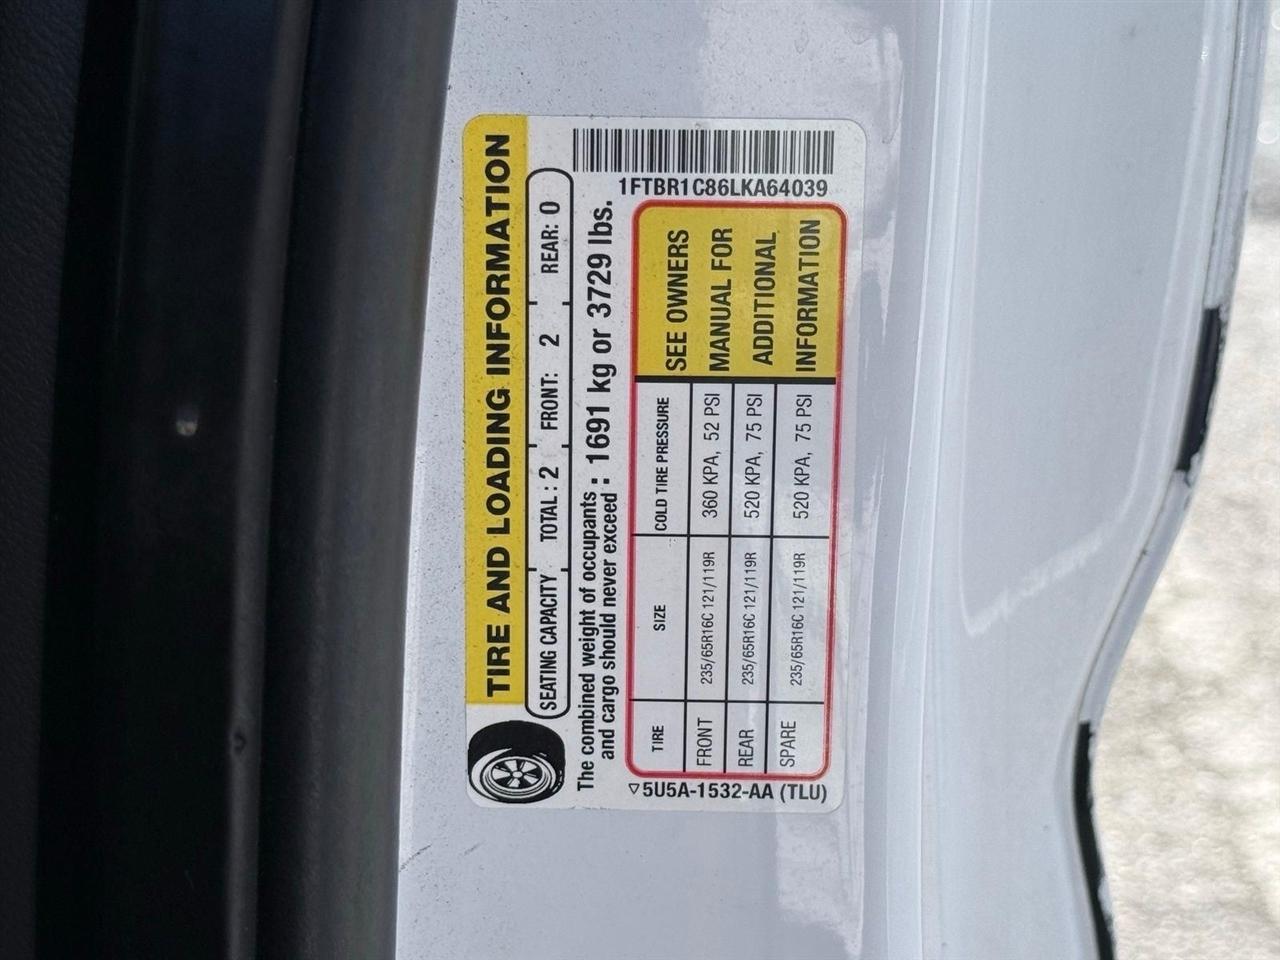 TIRE AND LOADING INFORMATION
SEATING CAPACITY TOTAL : 2 FRONT: 2 REAR: 0
The combined weight of occupants
and cargo should never exceed : 1691 kg or 3729 lbs.
TIRE SIZE COLD TIRE PRESSURE
FRONT 235/65R16C 121/119R 360 KPA, 52 PSI
REAR 235/65R16C 121/119R 520 KPA, 75 PSI
SPARE 235/65R16C 121/119R 520 KPA, 75 PSI
SEE OWNERS
MANUAL FOR
ADDITIONAL
INFORMATION
1FTBR1C86LKA64039
5U5A-1532-AA (TLU)